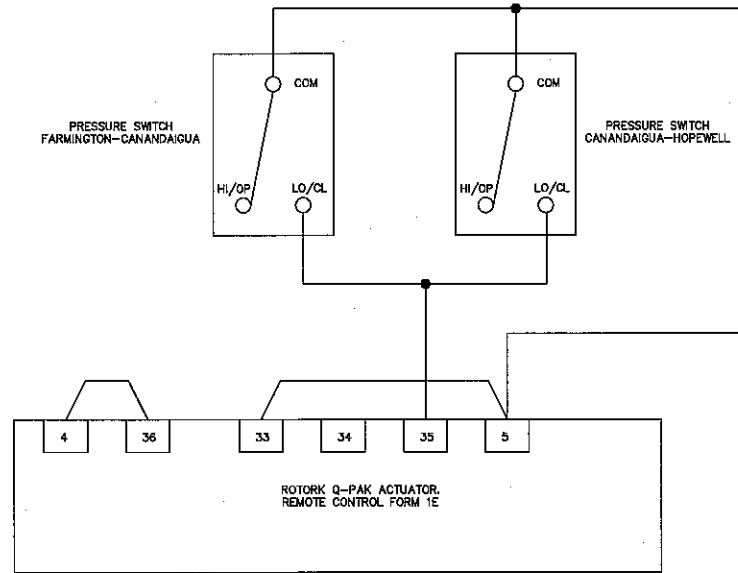 COM
COM
PRESSURE SWITCH
FARMINGTON-CANANDAIGUA
PRESSURE SWITCH
CANANDAIGUA-HOPEWELL
HI/OP
LO/CL
HI/OP
LO/CL
4
36
33
34
35
5
ROTORK Q-PAK ACTUATOR.
REMOTE CONTROL FORM 1E